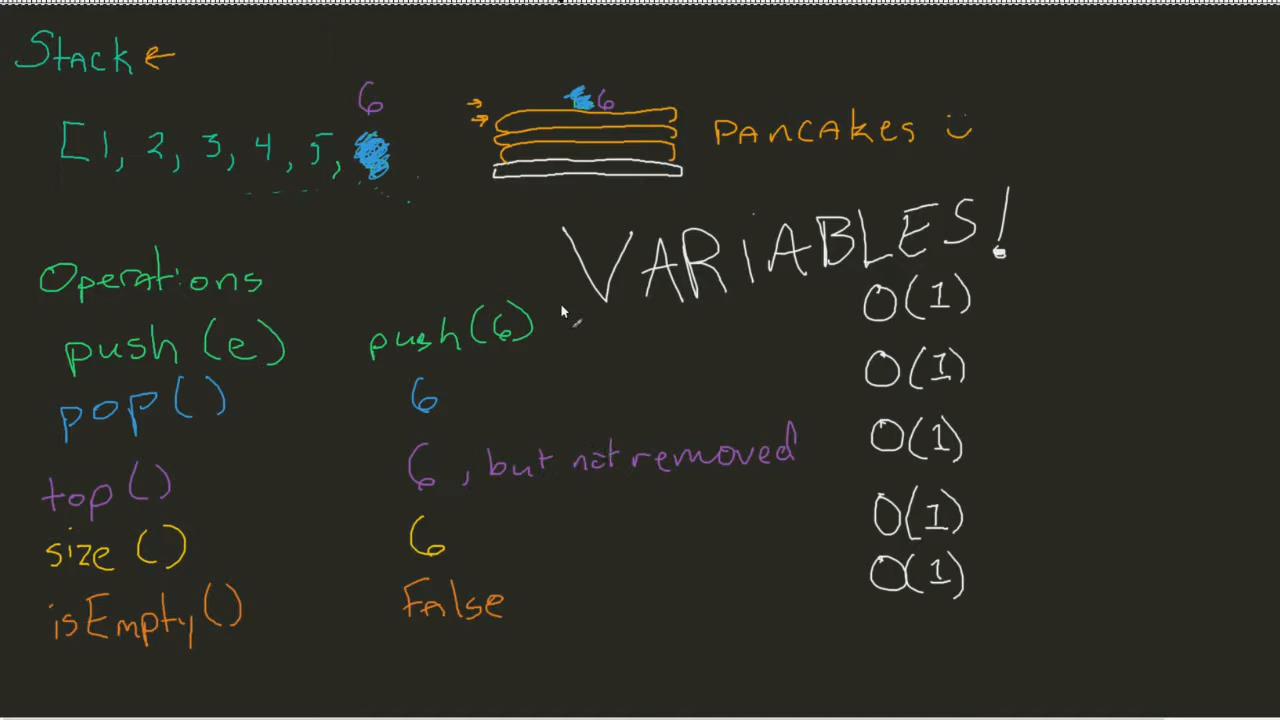 Stack ←
6
[1, 2, 3, 4, 5,
6
PANCAKES
VARiABLES!
Operations
O(1)
push (e) push(6)
pop() 6 O(1)
top() 6, but not removed O(1)
size () 6 O(1)
isEmpty() False O(1)